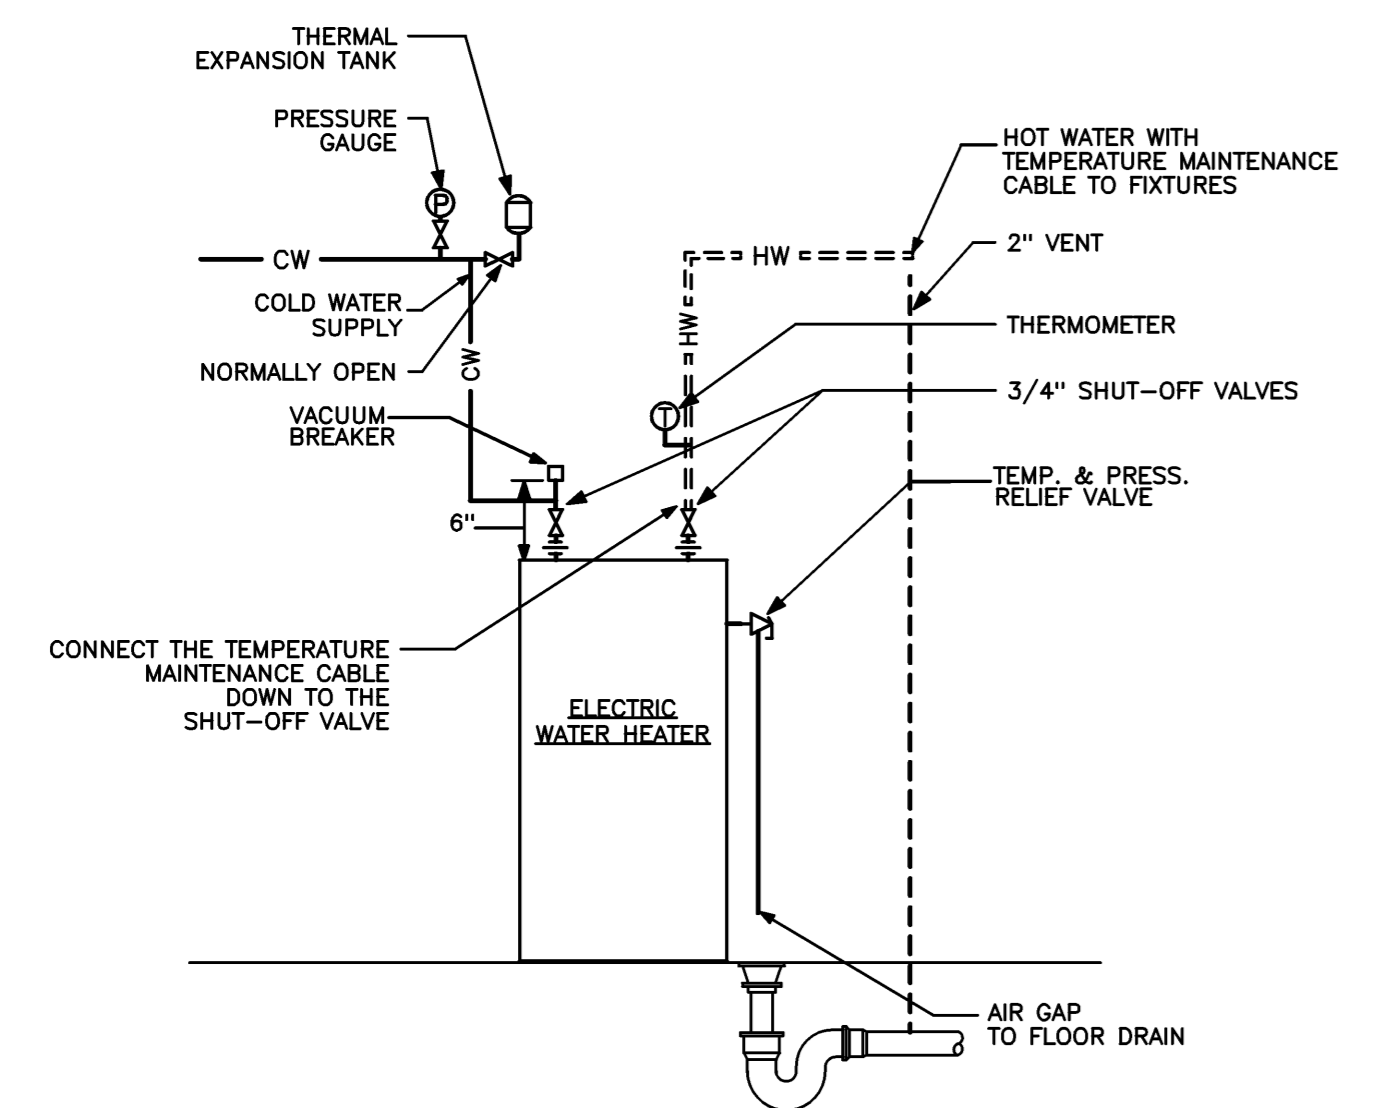 THERMAL
EXPANSION TANK
PRESSURE
GAUGE
P
CW
COLD WATER
SUPPLY
NORMALLY OPEN
CW
VACUUM
BREAKER
6"
HW
HW
T
HOT WATER WITH
TEMPERATURE MAINTENANCE
CABLE TO FIXTURES
2" VENT
THERMOMETER
3/4" SHUT-OFF VALVES
TEMP. & PRESS.
RELIEF VALVE
CONNECT THE TEMPERATURE
MAINTENANCE CABLE
DOWN TO THE
SHUT-OFF VALVE
ELECTRIC
WATER HEATER
AIR GAP
TO FLOOR DRAIN